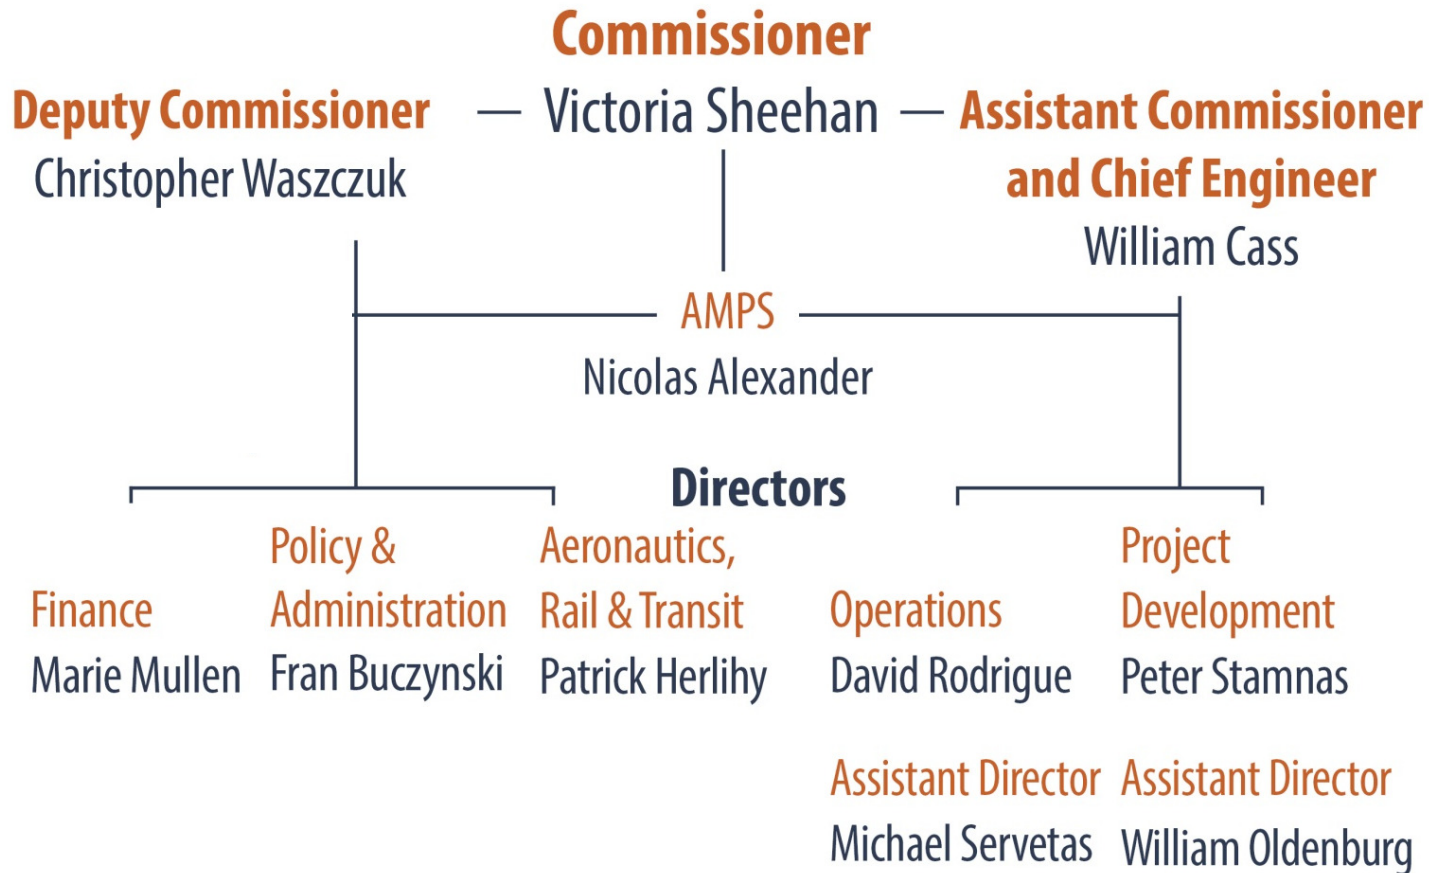 Commissioner
Victoria Sheehan
Deputy Commissioner
Christopher Waszczuk
Assistant Commissioner
and Chief Engineer
William Cass
AMPS
Nicolas Alexander
Directors
Finance
Marie Mullen
Policy &
Administration
Fran Buczynski
Aeronautics,
Rail & Transit
Patrick Herlihy
Operations
David Rodrigue
Assistant Director
Michael Servetas
Project
Development
Peter Stamnas
Assistant Director
William Oldenburg